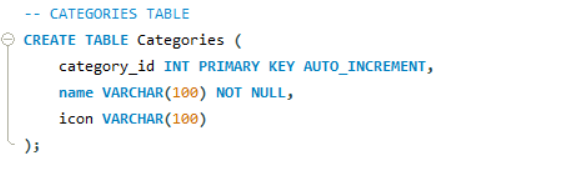 -- CATEGORIES TABLE
CREATE TABLE Categories (
category_id INT PRIMARY KEY AUTO_INCREMENT,
name VARCHAR(100) NOT NULL,
icon VARCHAR(100)
);